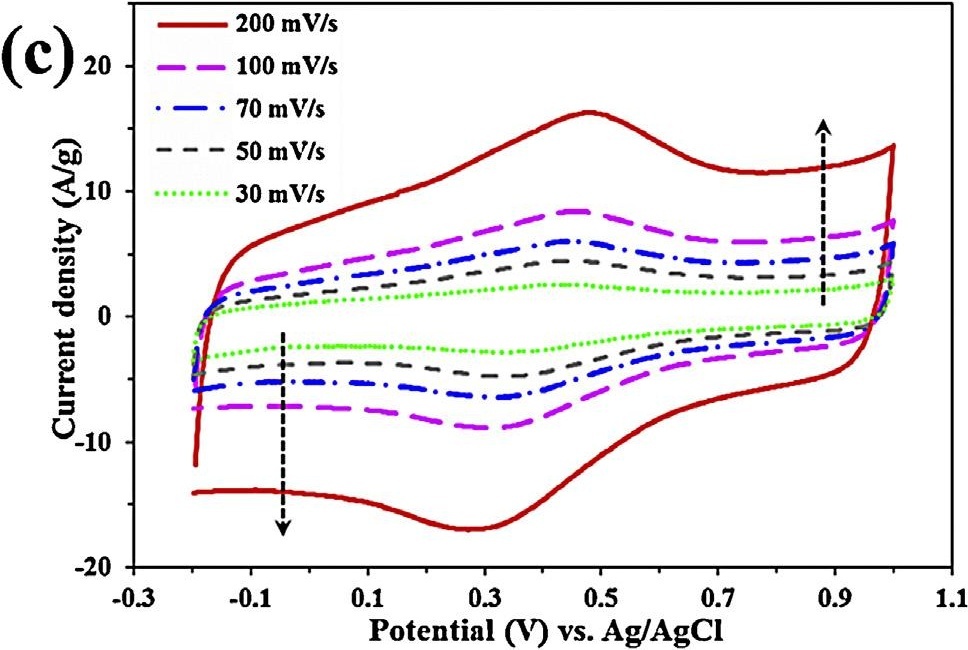 (c)
200 mV/s
100 mV/s
70 mV/s
50 mV/s
30 mV/s
Current density (A/g)
20
10
0
-10
-20
-0.3 -0.1 0.1 0.3 0.5 0.7 0.9 1.1
Potential (V) vs. Ag/AgCl